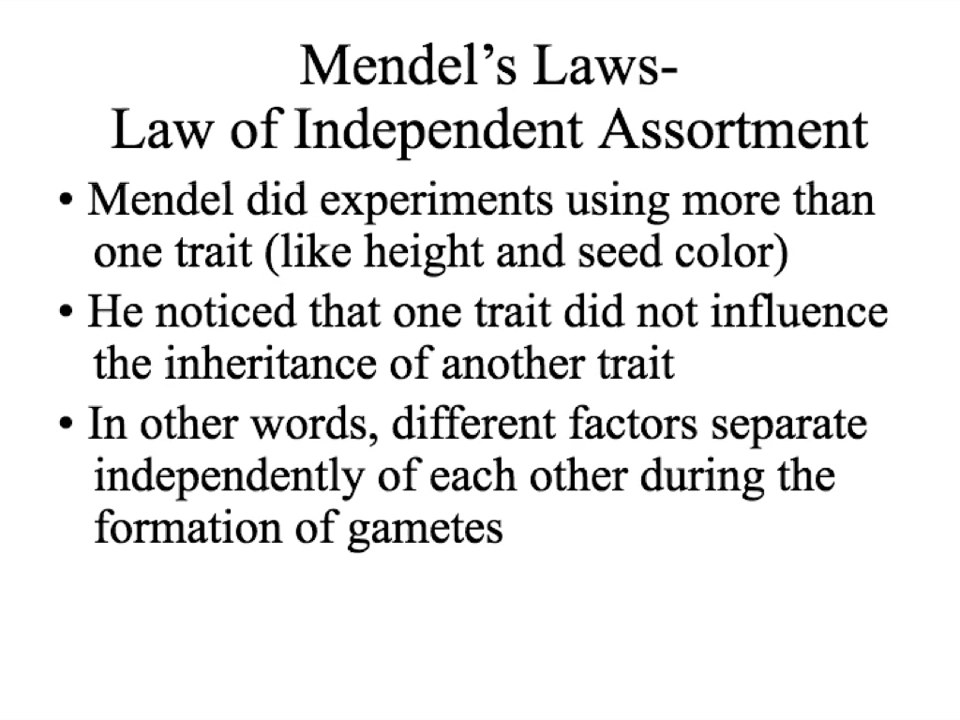 Mendel’s Laws-
Law of Independent Assortment
• Mendel did experiments using more than
one trait (like height and seed color)
• He noticed that one trait did not influence
the inheritance of another trait
• In other words, different factors separate
independently of each other during the
formation of gametes